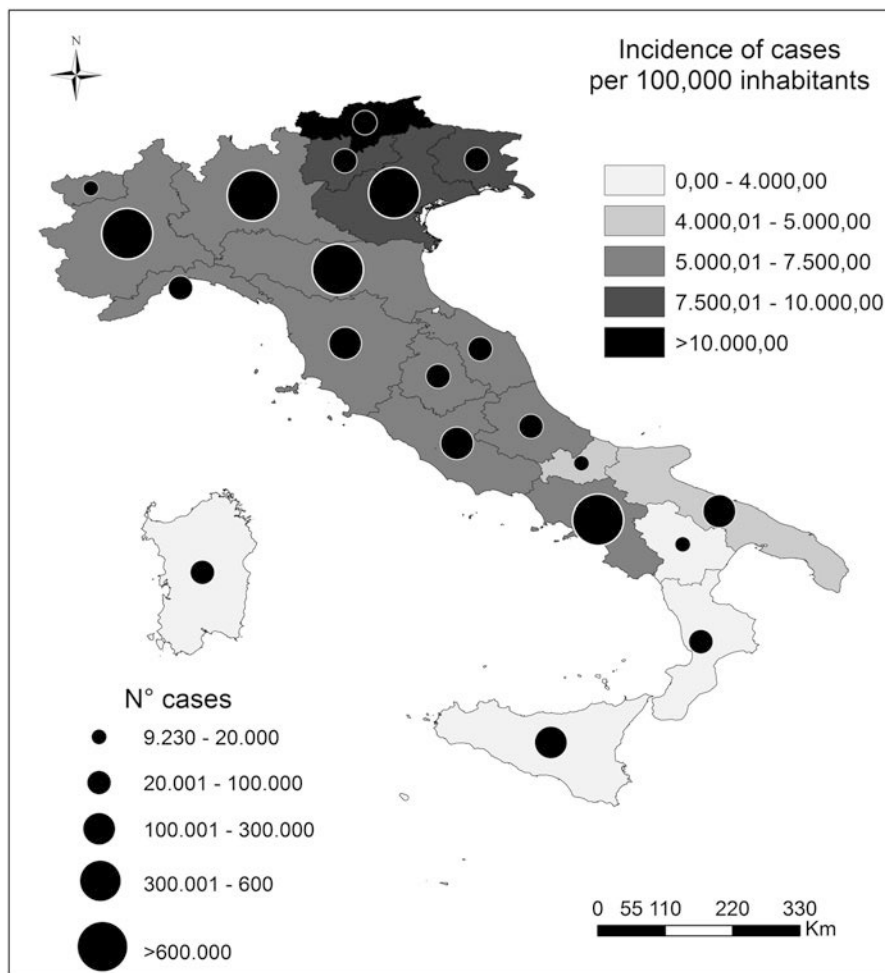 N
Incidence of cases
per 100,000 inhabitants
0,00 - 4.000,00
4.000,01 - 5.000,00
5.000,01 - 7.500,00
7.500,01 - 10.000,00
>10.000,00
N° cases
9.230 - 20.000
20.001 - 100.000
100.001 - 300.000
300.001 - 600
>600.000
0 55 110 220 330
Km